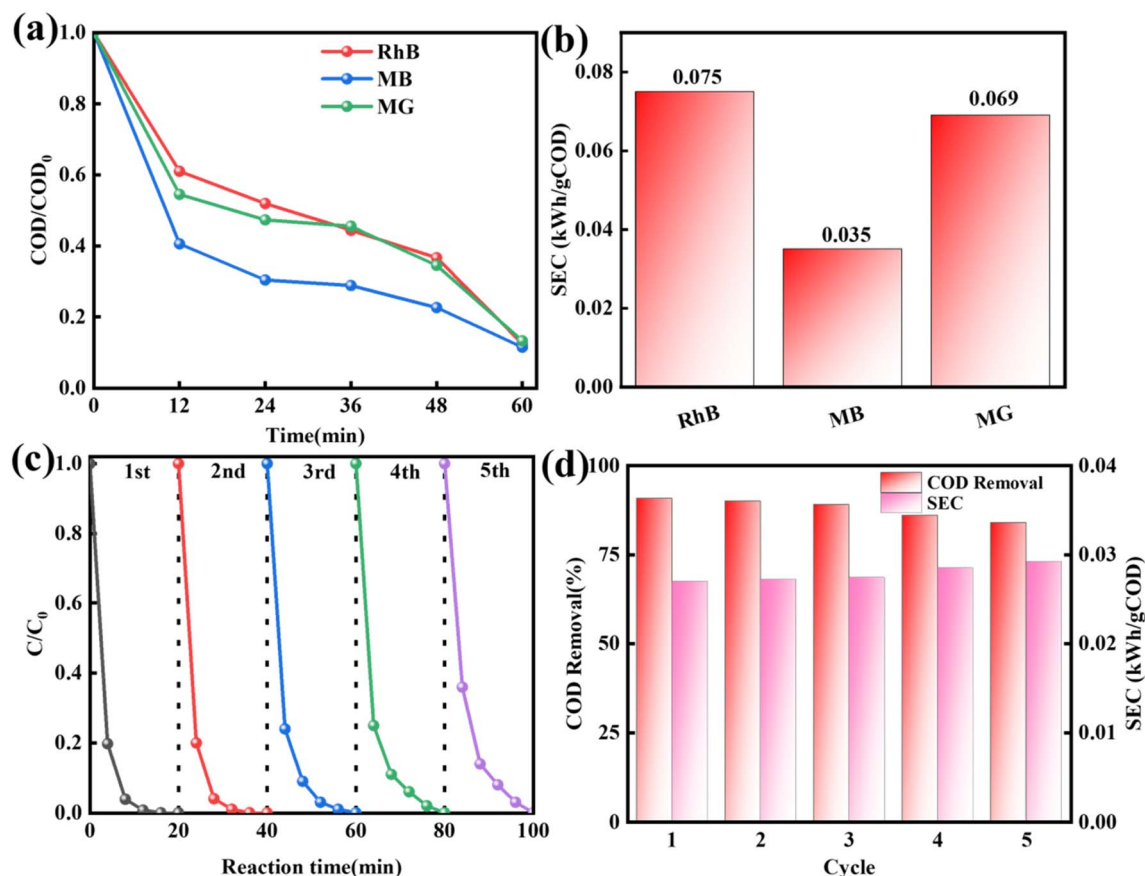 (a)
1.0
0.8
0.6
0.4
0.2
0.0
COD/COD₀
RhB
MB
MG
0 12 24 36 48 60
Time(min)
(b)
0.08
0.06
0.04
0.02
0.00
SEC (kWh/gCOD)
0.075
0.035
0.069
RhB MB MG
(c)
1.0
0.8
0.6
0.4
0.2
0.0
C/C₀
1st 2nd 3rd 4th 5th
0 20 40 60 80 100
Reaction time(min)
(d)
100
75
50
25
0
COD Removal(%)
COD Removal
SEC
0.04
0.03
0.02
0.01
0.00
SEC (kWh/gCOD)
1 2 3 4 5
Cycle